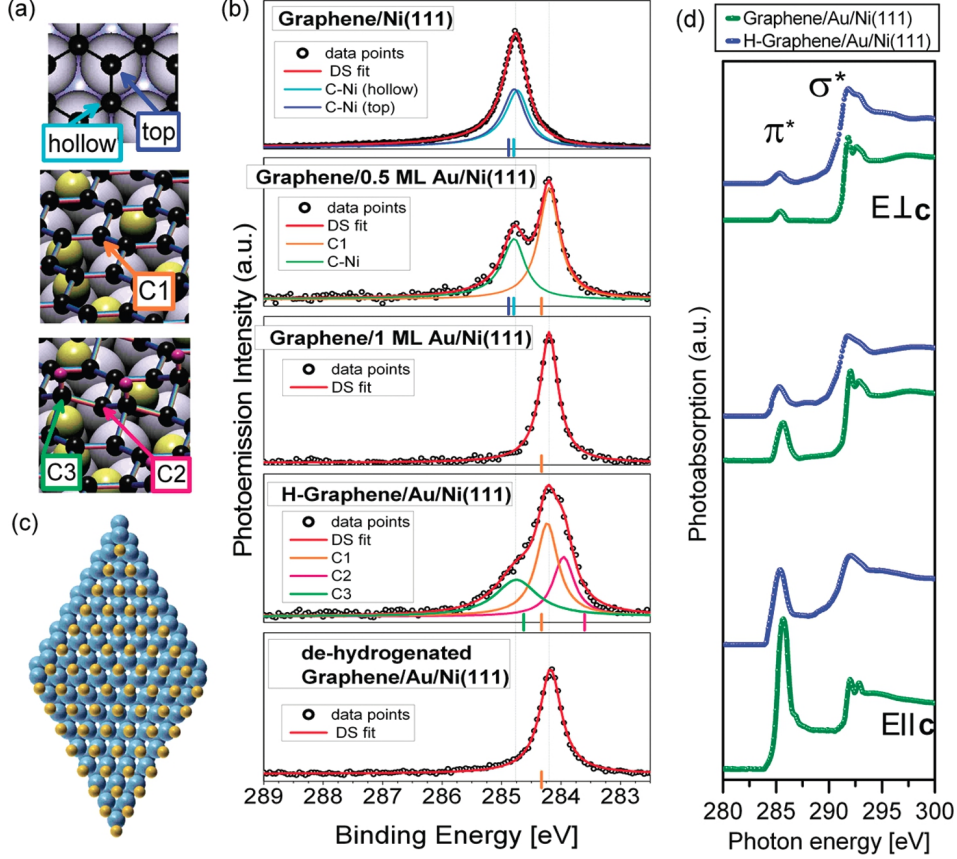 (a)
hollow
top
C1
C3
C2
(c)
(b)
Photoemission Intensity (a.u.)
Graphene/Ni(111)
data points
DS fit
C-Ni (hollow)
C-Ni (top)
Graphene/0.5 ML Au/Ni(111)
data points
DS fit
C1
C-Ni
Graphene/1 ML Au/Ni(111)
data points
DS fit
H-Graphene/Au/Ni(111)
data points
DS fit
C1
C2
C3
de-hydrogenated
Graphene/Au/Ni(111)
data points
DS fit
289 288 287 286 285 284 283
Binding Energy [eV]
(d)
Graphene/Au/Ni(111)
H-Graphene/Au/Ni(111)
Photoabsorption (a.u.)
σ*
π*
E⊥c
E||c
280 285 290 295 300
Photon energy [eV]